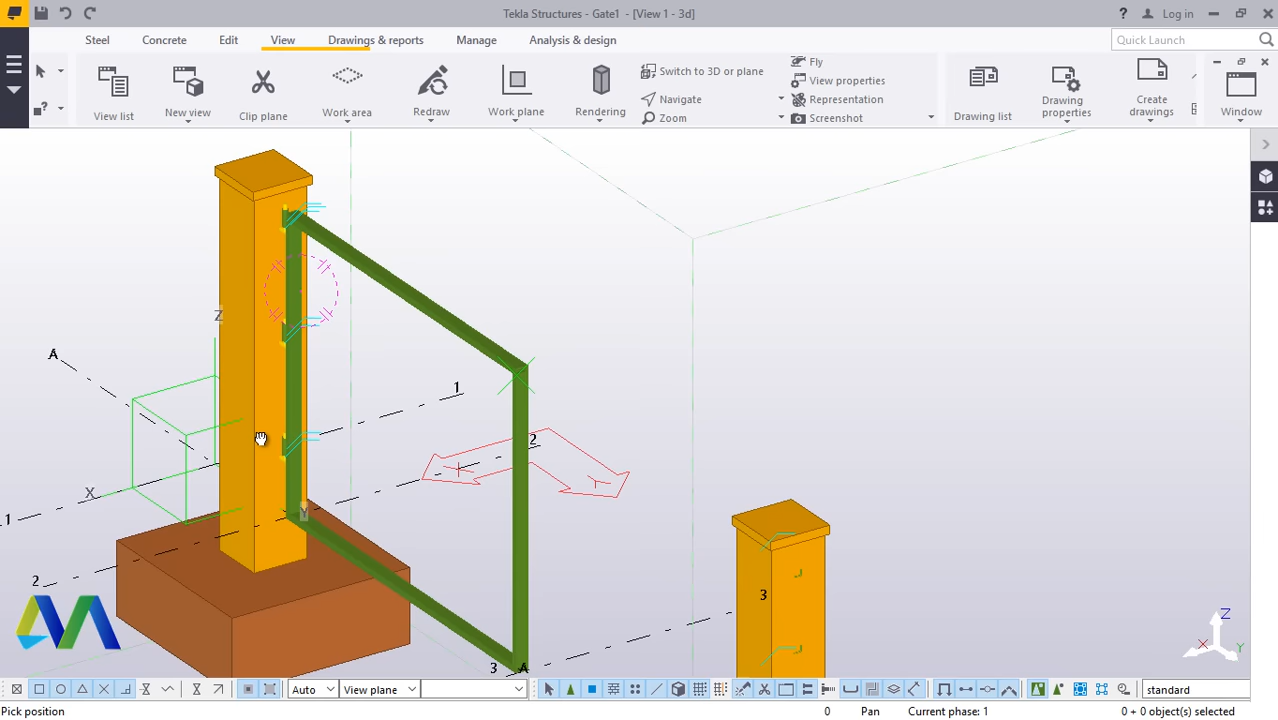 Tekla Structures - Gate1 - [View 1 - 3d]
? Log in
Steel Concrete Edit View Drawings & reports Manage Analysis & design Quick Launch
View list New view Clip plane Work area Redraw Work plane Rendering
Switch to 3D or plane
Navigate
Zoom
Fly
View properties
Representation
Screenshot
Drawing list
Drawing properties
Create drawings
Window
Z
A
1
2
X
X
Y
Y
1
2
3
3
A
Z
X
Y
Auto View plane standard
Pick position 0 Pan Current phase: 1 0 + 0 object(s) selected